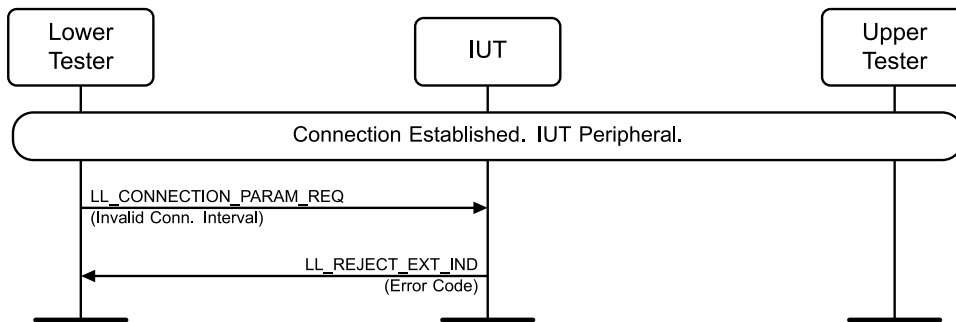 Lower
Tester
IUT
Upper
Tester
Connection Established. IUT Peripheral.
LL_CONNECTION_PARAM_REQ
(Invalid Conn. Interval)
LL_REJECT_EXT_IND
(Error Code)